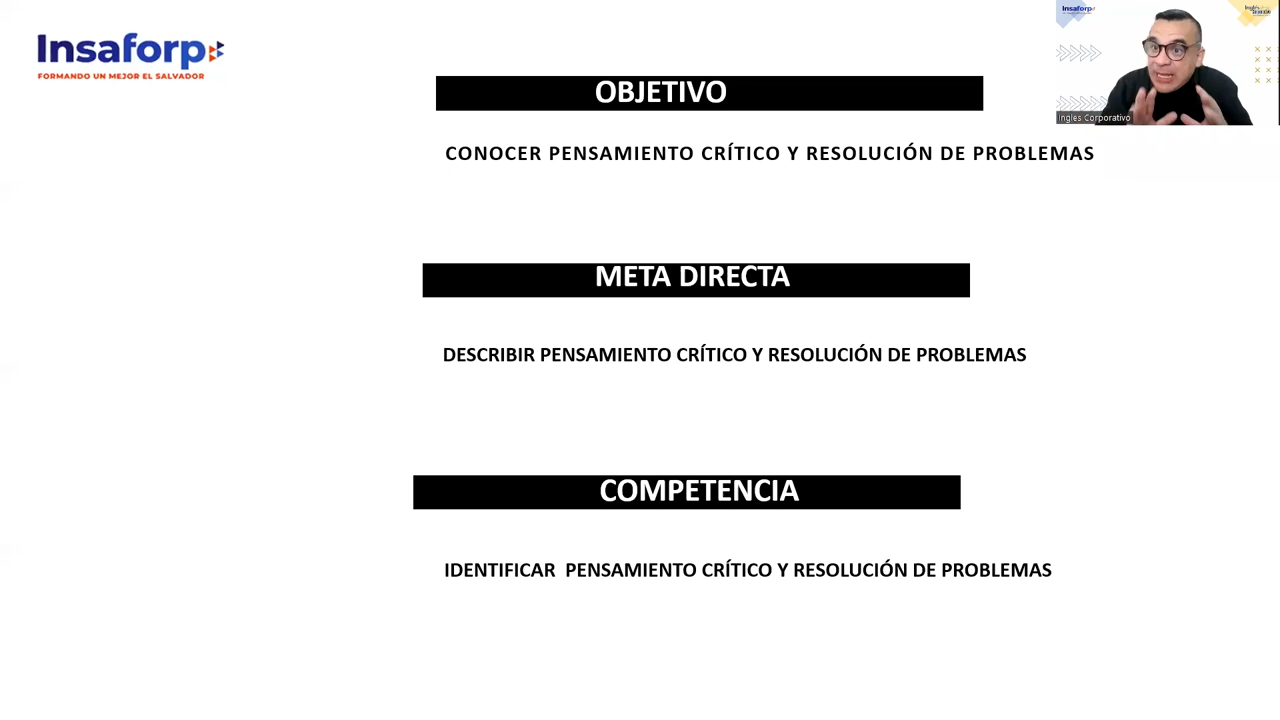 Insaforp
FORMANDO UN MEJOR EL SALVADOR
OBJETIVO
CONOCER PENSAMIENTO CRÍTICO Y RESOLUCIÓN DE PROBLEMAS
META DIRECTA
DESCRIBIR PENSAMIENTO CRÍTICO Y RESOLUCIÓN DE PROBLEMAS
COMPETENCIA
IDENTIFICAR  PENSAMIENTO CRÍTICO Y RESOLUCIÓN DE PROBLEMAS
Insaforp
Ingles Corporativo